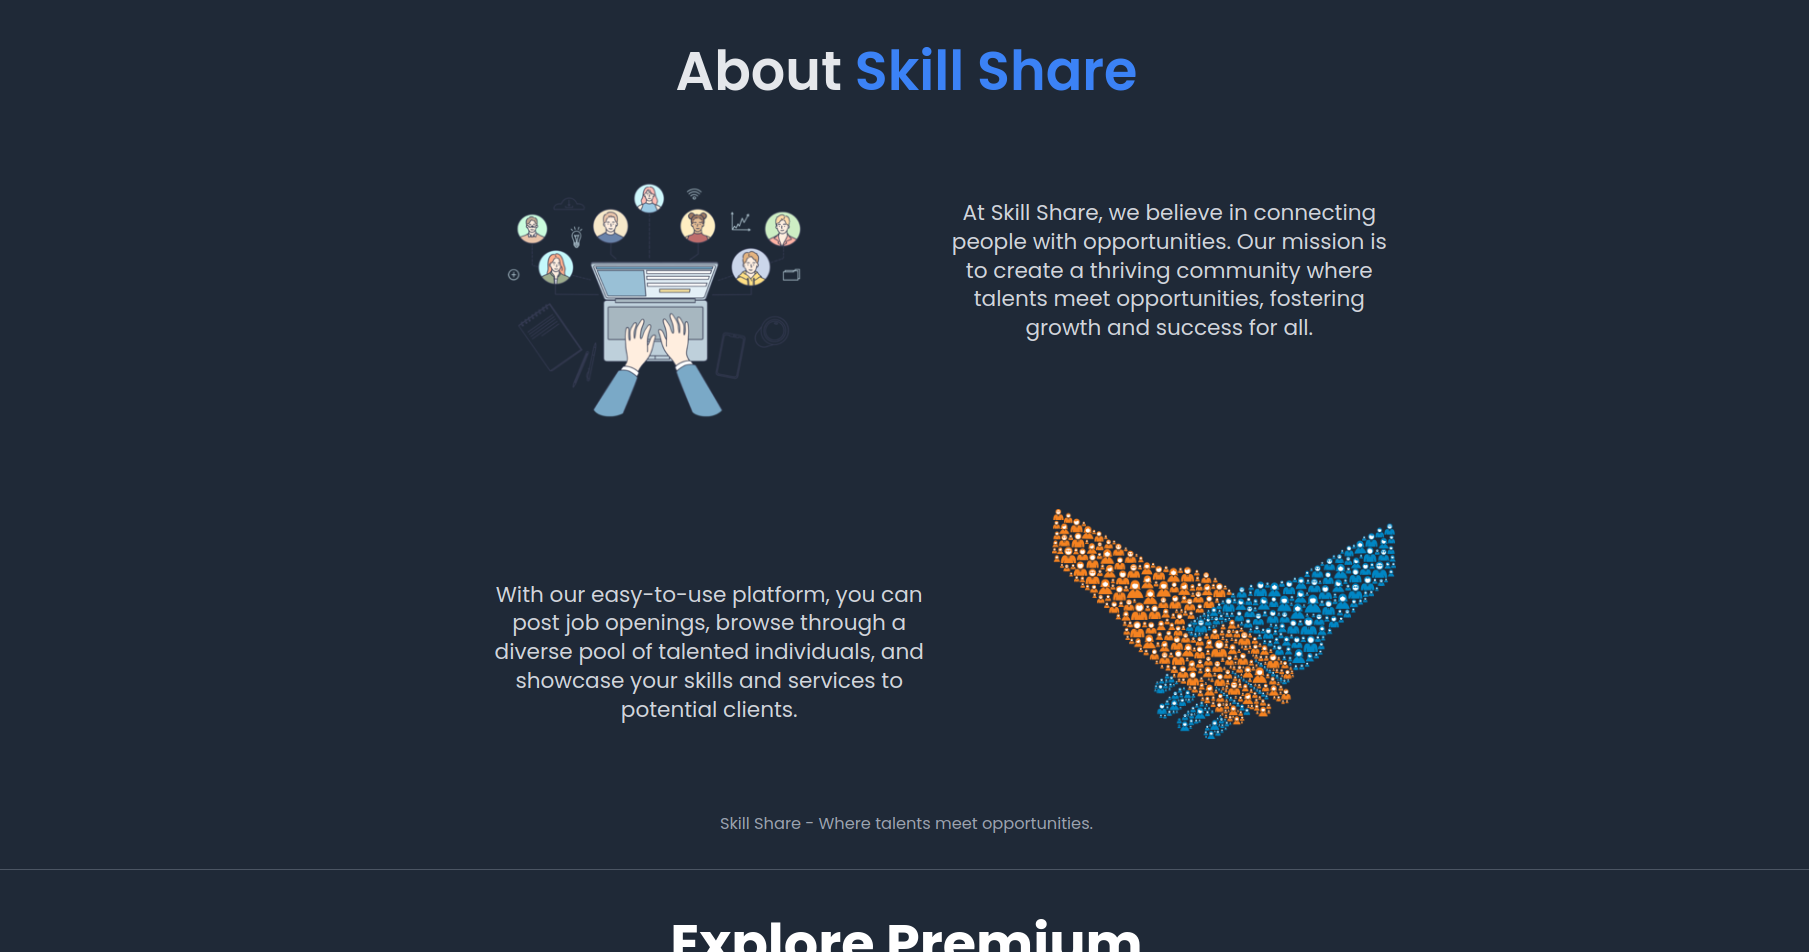 About Skill Share
At Skill Share, we believe in connecting
people with opportunities. Our mission is
to create a thriving community where
talents meet opportunities, fostering
growth and success for all.
With our easy-to-use platform, you can
post job openings, browse through a
diverse pool of talented individuals, and
showcase your skills and services to
potential clients.
Skill Share - Where talents meet opportunities.
Explore Premium